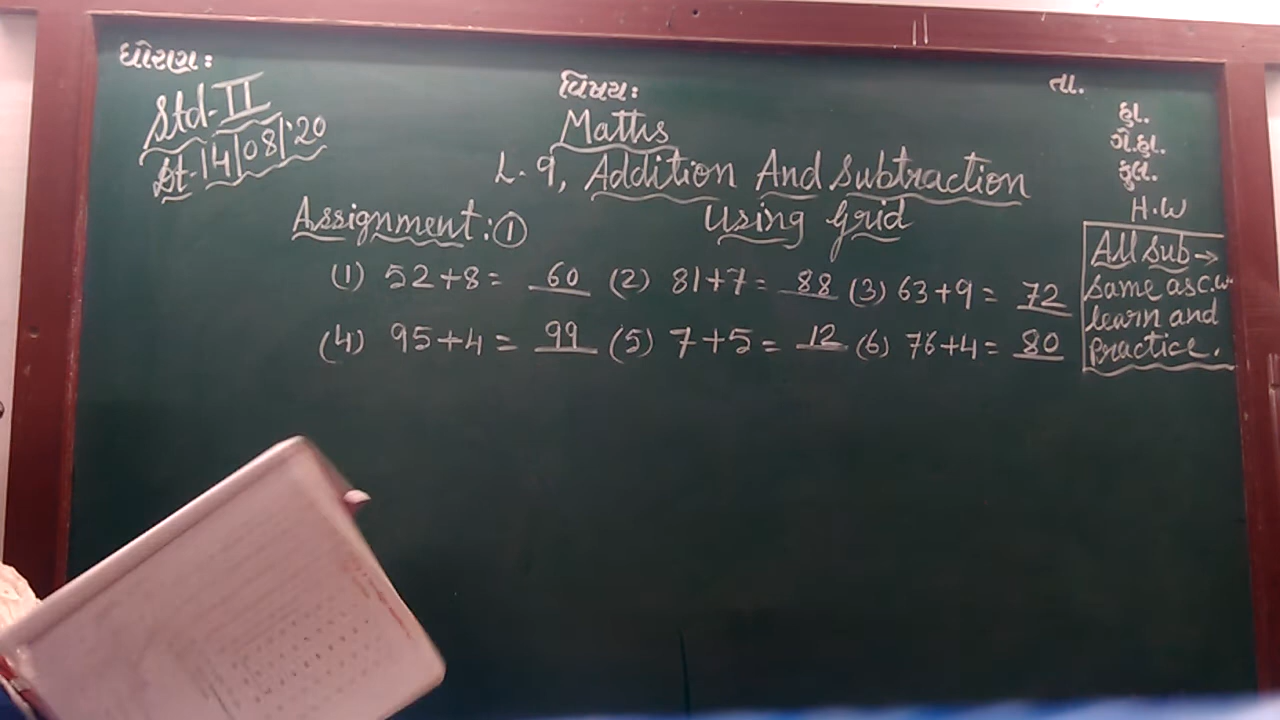 ધોરણ:
Std-II
Dt-14/08/'20
વિષય:
Maths
L. 9, Addition And Subtraction
Using Grid
તા.
હા.
ગે.હા.
કુલ.
H.W
All Sub→
Same as C.W.
learn and
Practice.
Assignment:①
(1) 52+8= 60 (2) 81+7= 88 (3) 63+9= 72
(4) 95+4= 99 (5) 7+5= 12 (6) 76+4= 80